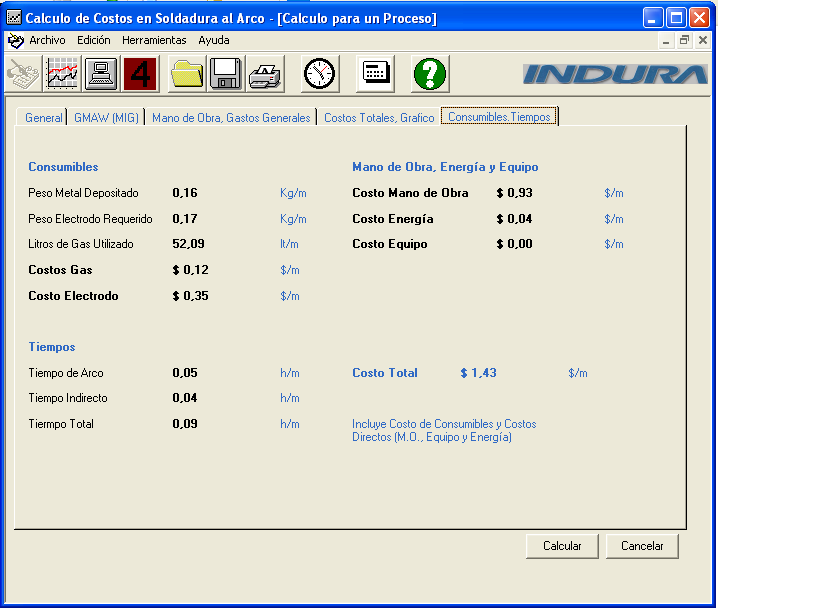 Calculo de Costos en Soldadura al Arco - [Calculo para un Proceso]
Archivo Edición Herramientas Ayuda
4 ? INDURA
General GMAW (MIG) Mano de Obra, Gastos Generales Costos Totales, Grafico Consumibles,Tiempos
Consumibles Mano de Obra, Energía y Equipo
Peso Metal Depositado 0,16 Kg/m Costo Mano de Obra $ 0,93 $/m
Peso Electrodo Requerido 0,17 Kg/m Costo Energía $ 0,04 $/m
Litros de Gas Utilizado 52,09 lt/m Costo Equipo $ 0,00 $/m
Costos Gas $ 0,12 $/m
Costo Electrodo $ 0,35 $/m
Tiempos
Tiempo de Arco 0,05 h/m Costo Total $ 1,43 $/m
Tiempo Indirecto 0,04 h/m
Tiermpo Total 0,09 h/m Incluye Costo de Consumibles y Costos
Directos (M.O., Equipo y Energía)
Calcular Cancelar